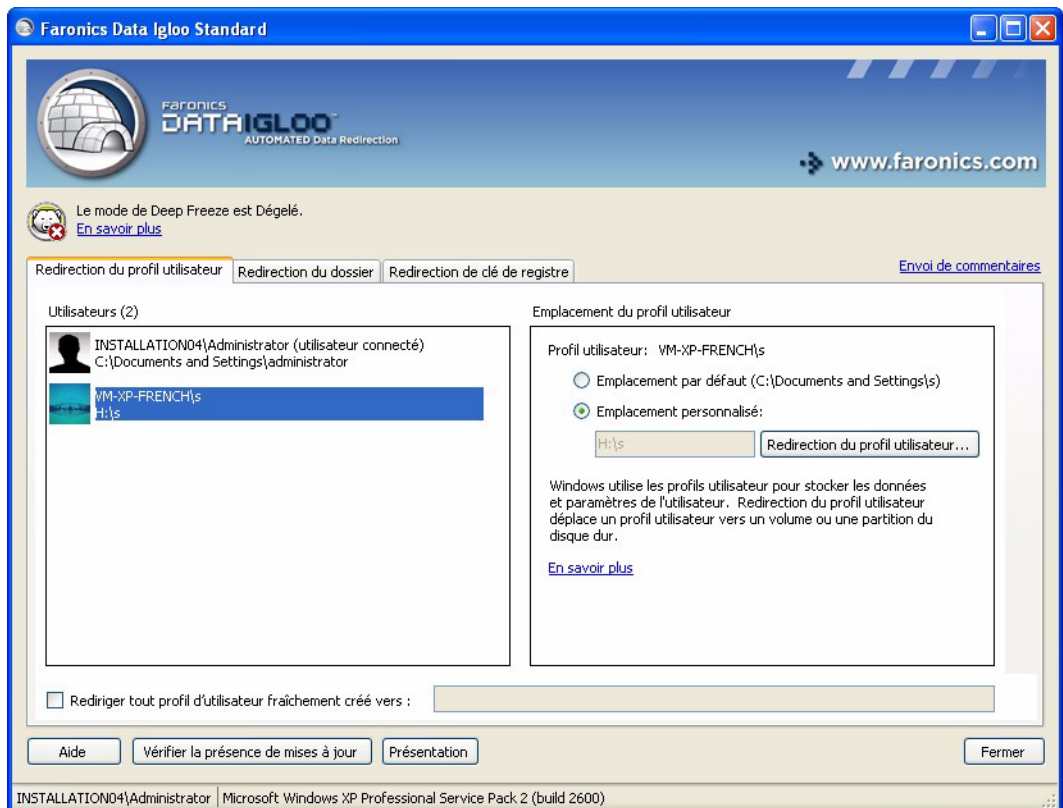 Faronics Data Igloo Standard
Faronics
DATAIGLOO™
AUTOMATED Data Redirection
www.faronics.com
Le mode de Deep Freeze est Dégelé.
En savoir plus
Redirection du profil utilisateur
Redirection du dossier
Redirection de clé de registre
Envoi de commentaires
Utilisateurs (2)
INSTALLATION04\Administrator (utilisateur connecté)
C:\Documents and Settings\administrator
VM-XP-FRENCH\s
H:\s
Emplacement du profil utilisateur
Profil utilisateur: VM-XP-FRENCH\s
Emplacement par défaut (C:\Documents and Settings\s)
Emplacement personnalisé:
H:\s
Redirection du profil utilisateur...
Windows utilise les profils utilisateur pour stocker les données
et paramètres de l'utilisateur. Redirection du profil utilisateur
déplace un profil utilisateur vers un volume ou une partition du
disque dur.
En savoir plus
Rediriger tout profil d'utilisateur fraîchement créé vers :
Aide
Vérifier la présence de mises à jour
Présentation
Fermer
INSTALLATION04\Administrator
Microsoft Windows XP Professional Service Pack 2 (build 2600)